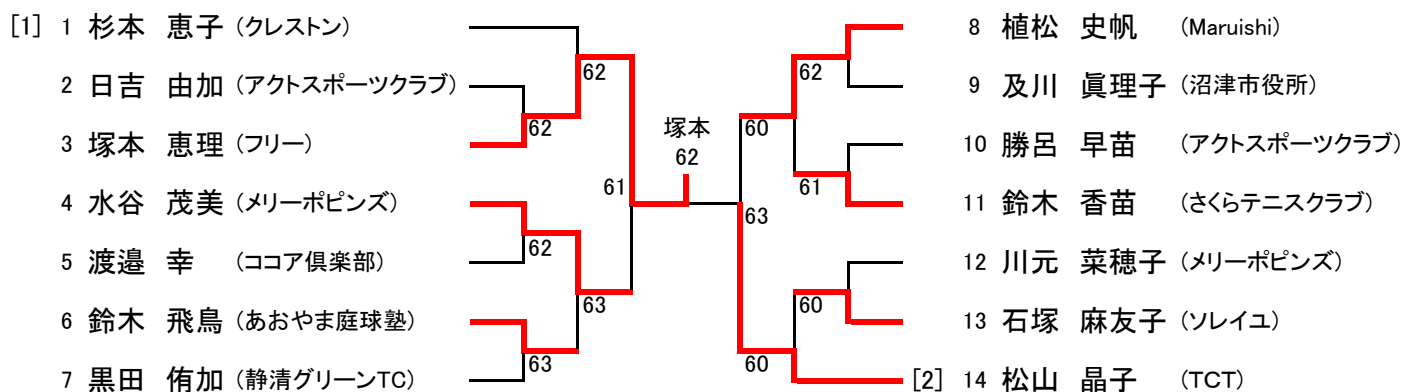 [1] 1 杉本 恵子 (クレストン)
2 日吉 由加 (アクトスポーツクラブ)
3 塚本 恵理 (フリー)
4 水谷 茂美 (メリーポピンズ)
5 渡邉 幸 (ココア倶楽部)
6 鈴木 飛鳥 (あおやま庭球塾)
7 黒田 侑加 (静清グリーンTC)
62
62
62
63
63
61
塚本
62
63
60
60
62
61
60
8 植松 史帆 (Maruishi)
9 及川 眞理子 (沼津市役所)
10 勝呂 早苗 (アクトスポーツクラブ)
11 鈴木 香苗 (さくらテニスクラブ)
12 川元 菜穂子 (メリーポピンズ)
13 石塚 麻友子 (ソレイユ)
[2] 14 松山 晶子 (TCT)